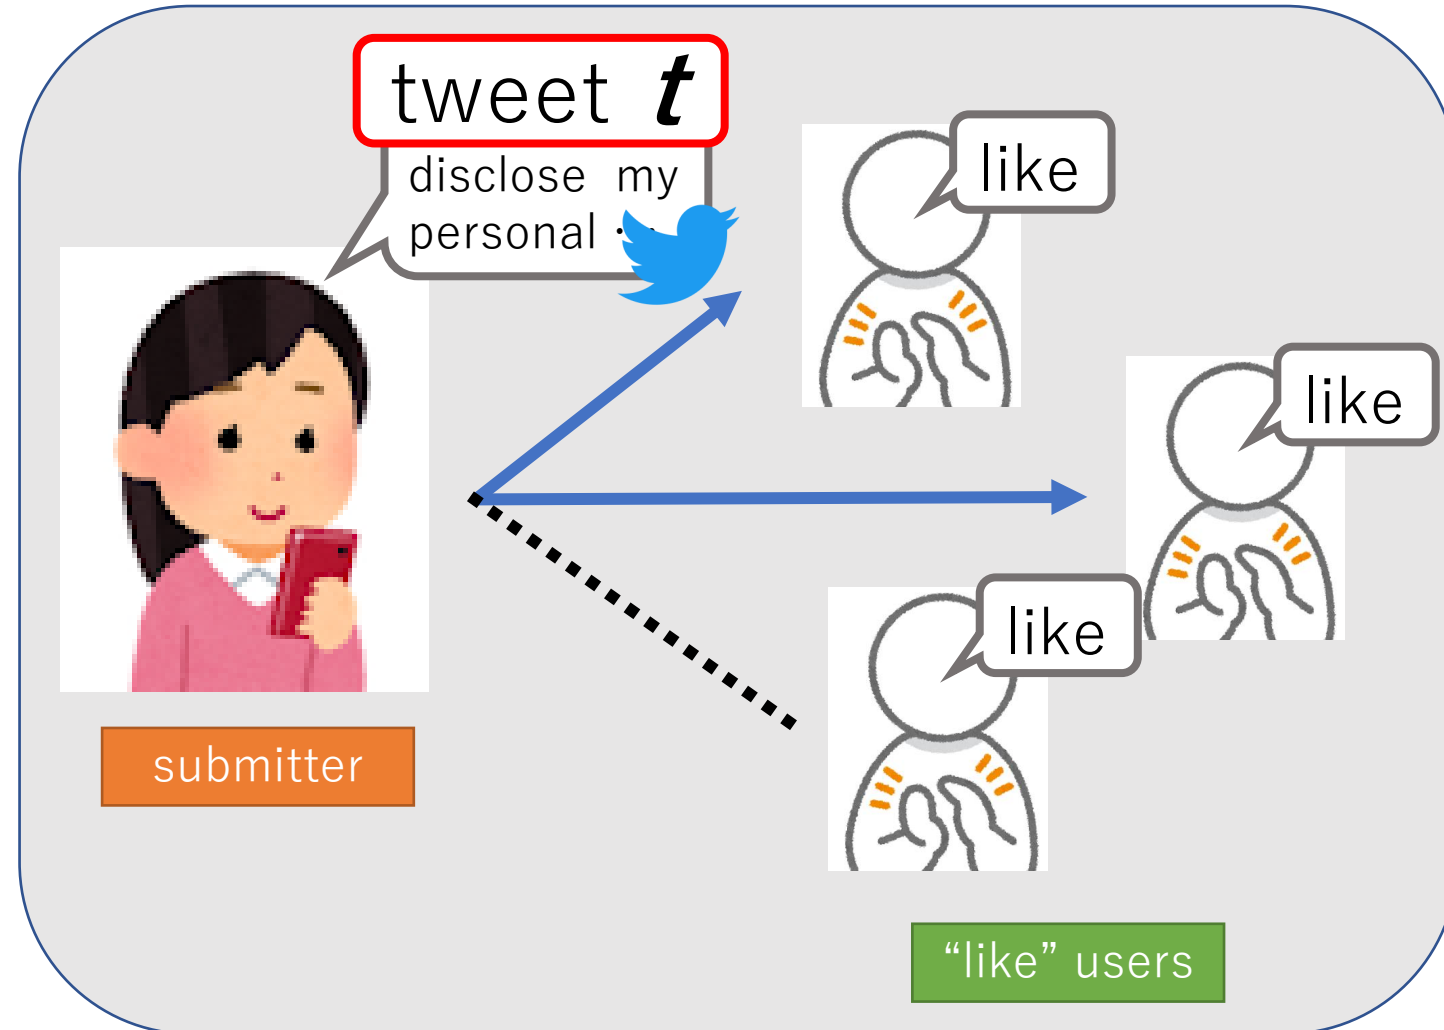 tweet t
disclose my
personal
like
like
like
submitter
“like” users